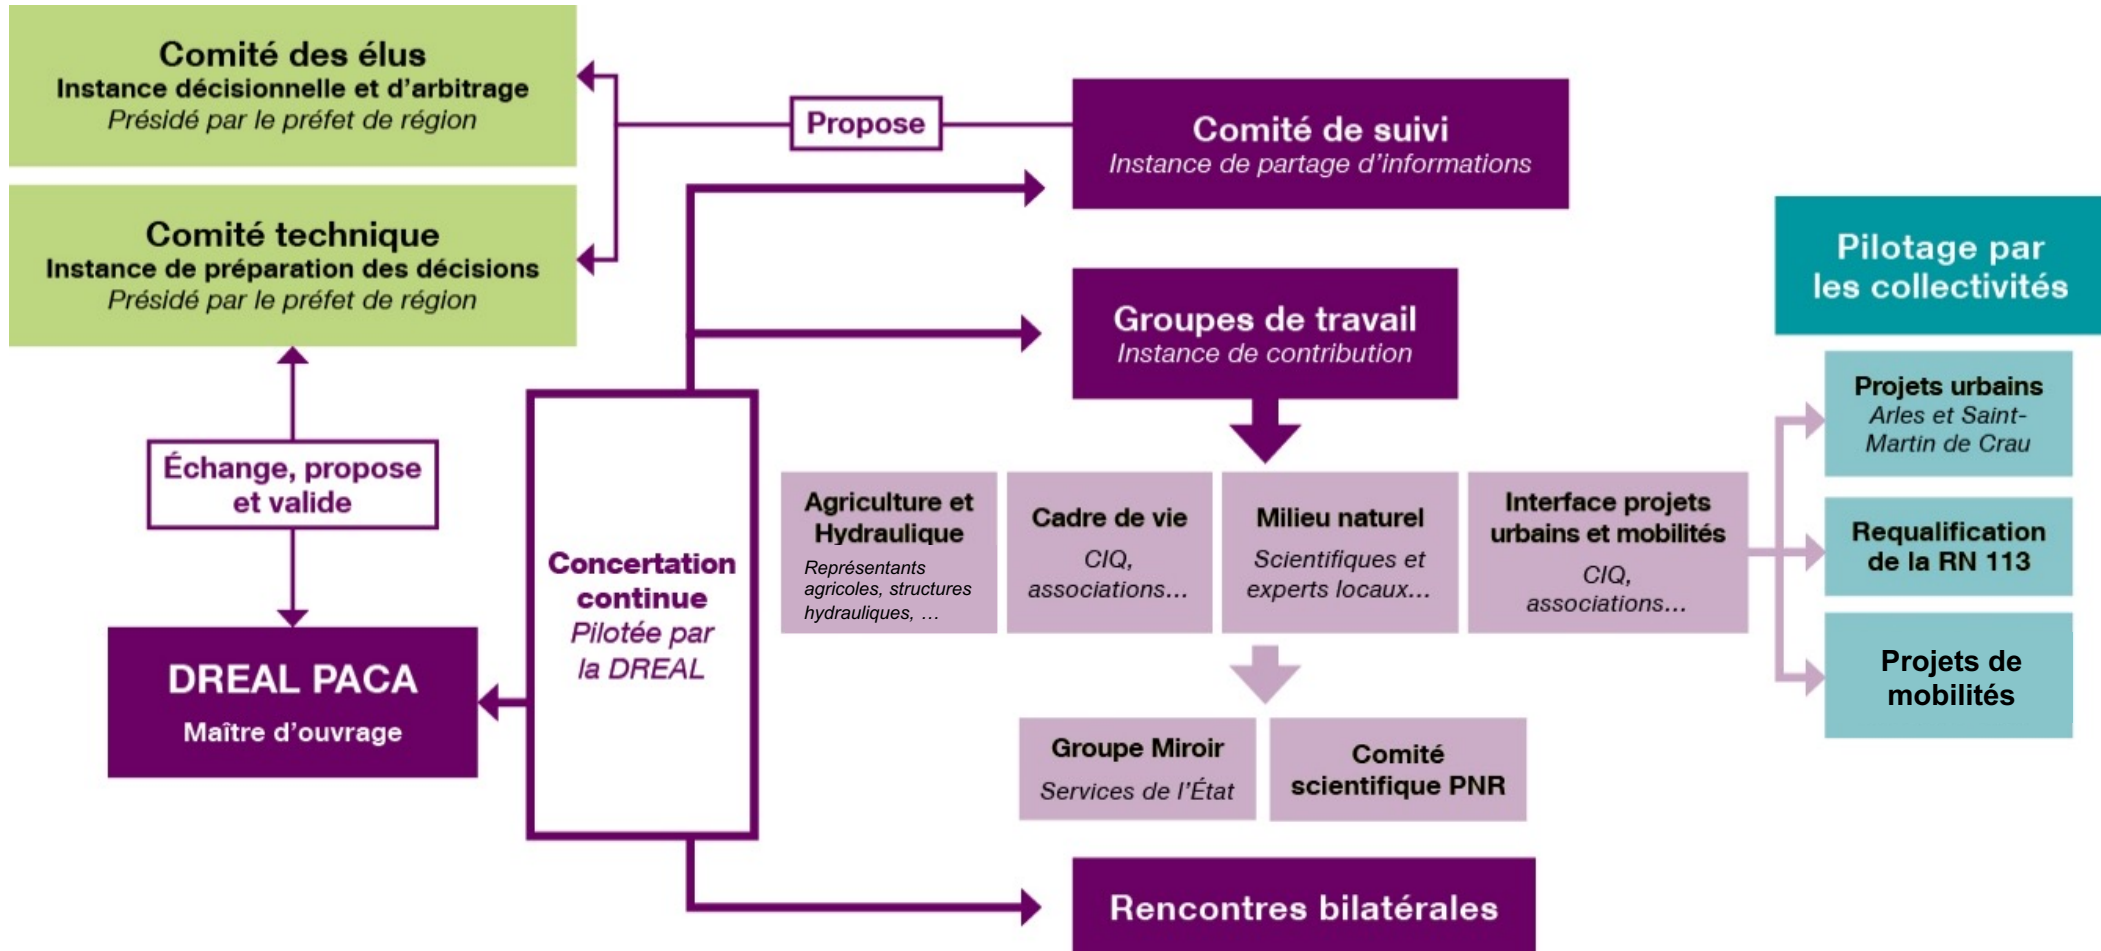 Comité des élus
Instance décisionnelle et d'arbitrage
Présidé par le préfet de région
Comité technique
Instance de préparation des décisions
Présidé par le préfet de région
Propose
Comité de suivi
Instance de partage d'informations
Groupes de travail
Instance de contribution
Pilotage par
les collectivités
Échange, propose
et valide
DREAL PACA
Maître d'ouvrage
Concertation
continue
Pilotée par
la DREAL
Agriculture et
Hydraulique
Représentants
agricoles, structures
hydrauliques, …
Cadre de vie
CIQ,
associations…
Milieu naturel
Scientifiques et
experts locaux…
Interface projets
urbains et mobilités
CIQ,
associations…
Projets urbains
Arles et Saint-
Martin de Crau
Requalification
de la RN 113
Projets de
mobilités
Groupe Miroir
Services de l'État
Comité
scientifique PNR
Rencontres bilatérales